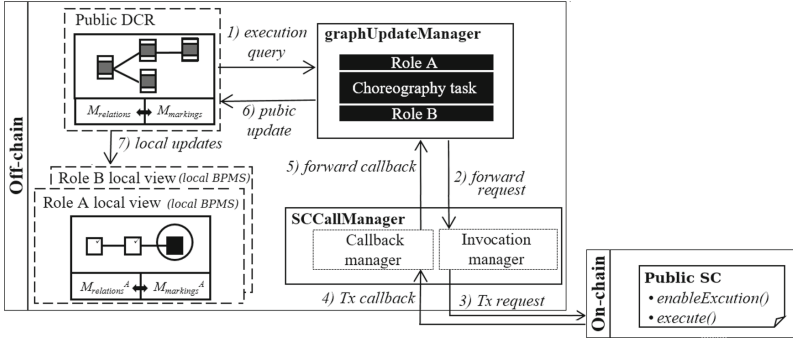 Off-chain
Public DCR
Mrelations
Mmarkings
1) execution
query
graphUpdateManager
Role A
Choreography task
Role B
6) pubic
update
7) local updates
5) forward callback
2) forward
request
Role B local view (local BPMS)
Role A local view (local BPMS)
Mrelations^A
Mmarkings^A
SCCallManager
Callback
manager
Invocation
manager
4) Tx callback
3) Tx request
On-chain
Public SC
• enableExcution()
• execute()